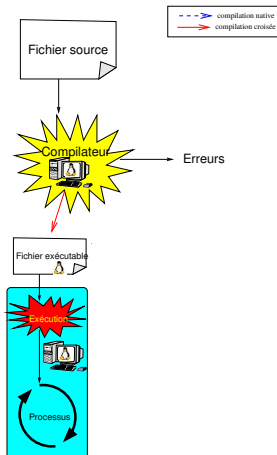 compilation native
compilation croisée
Fichier source
Compilateur
Erreurs
Fichier exécutable
Exécution
Processus